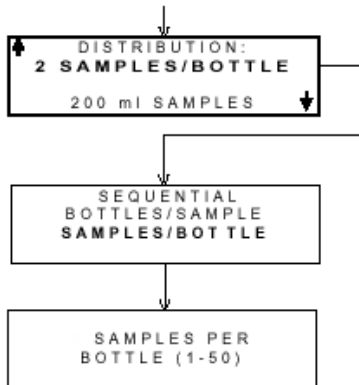 DISTRIBUTION:
2 SAMPLES/BOTTLE
200 ml SAMPLES
SEQUENTIAL
BOTTLES/SAMPLE
SAMPLES/BOTTLE
SAMPLES PER
BOTTLE (1-50)